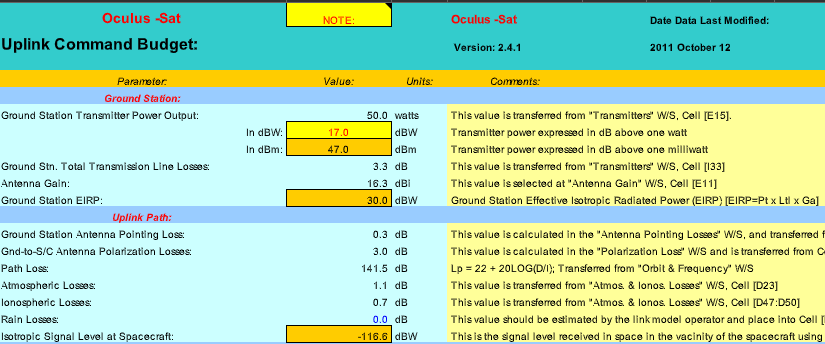 Oculus -Sat NOTE: Oculus -Sat Date Data Last Modified:
Uplink Command Budget: Version: 2.4.1 2011 October 12
Parameter: Value: Units: Comments:
Ground Station:
Ground Station Transmitter Power Output: 50.0 watts This value is transferred from "Transmitters" W/S, Cell [E15].
In dBW: 17.0 dBW Transmitter power expressed in dB above one watt
In dBm: 47.0 dBm Transmitter power expressed in dB above one milliwatt
Ground Stn. Total Transmission Line Losses: 3.3 dB This value is transferred from "Transmitters" W/S, Cell [I33]
Antenna Gain: 16.3 dBi This value is selected at "Antenna Gain" W/S, Cell [E11]
Ground Station EIRP: 30.0 dBW Ground Station Effective Isotropic Radiated Power (EIRP) [EIRP=Pt x Ltl x Ga]
Uplink Path:
Ground Station Antenna Pointing Loss: 0.3 dB This value is calculated in the "Antenna Pointing Losses" W/S, and transferred f
Gnd-to-S/C Antenna Polarization Losses: 3.0 dB This value is calculated in the "Polarization Loss" W/S and is transferred from C
Path Loss: 141.5 dB Lp = 22 + 20LOG(D/l); Transferred from "Orbit & Frequency" W/S
Atmospheric Losses: 1.1 dB This value is transferred from "Atmos. & Ionos. Losses" W/S, Cell [D23]
Ionospheric Losses: 0.7 dB This value is transferred from "Atmos. & Ionos. Losses" W/S, Cell [D47:D50]
Rain Losses: 0.0 dB This value should be estimated by the link model operator and place into Cell [
Isotropic Signal Level at Spacecraft: -116.6 dBW This is the signal level received in space in the vacinity of the spacecraft using